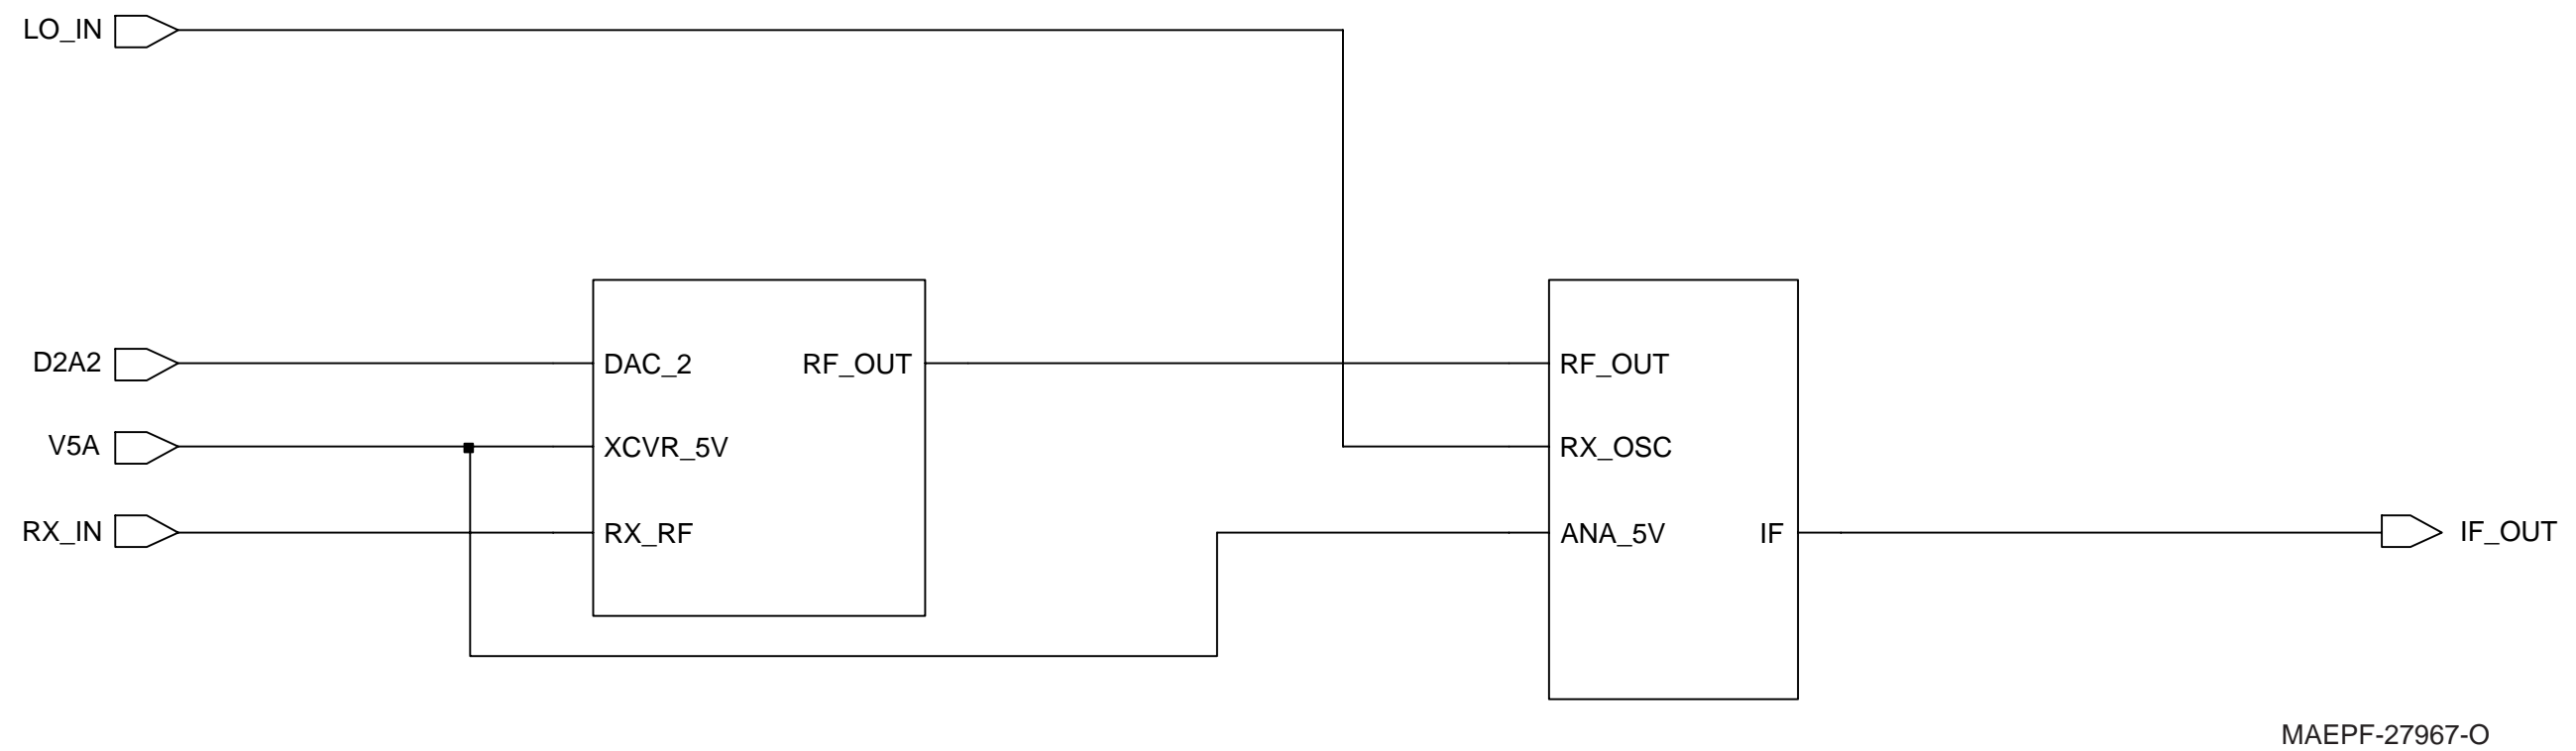 LO_IN
D2A2
DAC_2
RF_OUT
RF_OUT
V5A
XCVR_5V
RX_OSC
RX_IN
RX_RF
ANA_5V
IF
IF_OUT
MAEPF-27967-O